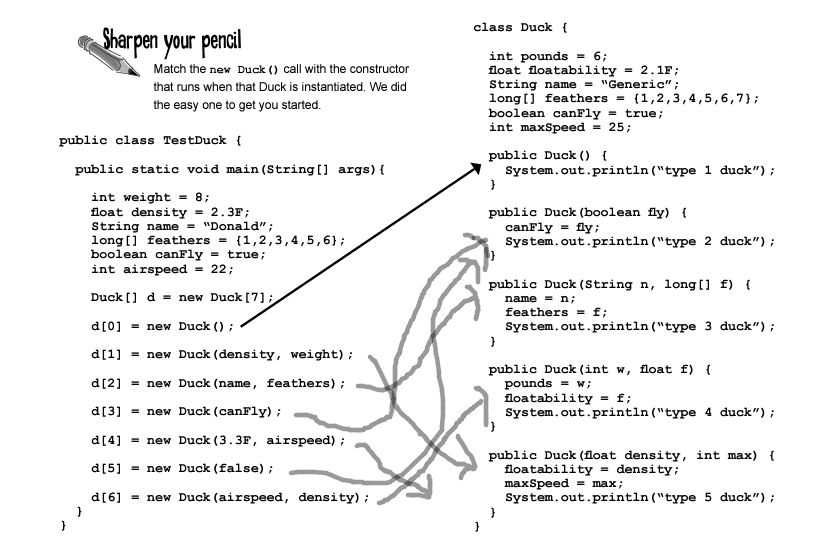 Sharpen your pencil
Match the new Duck() call with the constructor
that runs when that Duck is instantiated. We did
the easy one to get you started.
public class TestDuck {
public static void main(String[] args){
int weight = 8;
float density = 2.3F;
String name = “Donald”;
long[] feathers = {1,2,3,4,5,6};
boolean canFly = true;
int airspeed = 22;
Duck[] d = new Duck[7];
d[0] = new Duck();
d[1] = new Duck(density, weight);
d[2] = new Duck(name, feathers);
d[3] = new Duck(canFly);
d[4] = new Duck(3.3F, airspeed);
d[5] = new Duck(false);
d[6] = new Duck(airspeed, density);
}
}
class Duck {
int pounds = 6;
float floatability = 2.1F;
String name = “Generic”;
long[] feathers = {1,2,3,4,5,6,7};
boolean canFly = true;
int maxSpeed = 25;
public Duck() {
System.out.println(“type 1 duck”);
}
public Duck(boolean fly) {
canFly = fly;
System.out.println(“type 2 duck”);
}
public Duck(String n, long[] f) {
name = n;
feathers = f;
System.out.println(“type 3 duck”);
}
public Duck(int w, float f) {
pounds = w;
floatability = f;
System.out.println(“type 4 duck”);
}
public Duck(float density, int max) {
floatability = density;
maxSpeed = max;
System.out.println(“type 5 duck”);
}
}